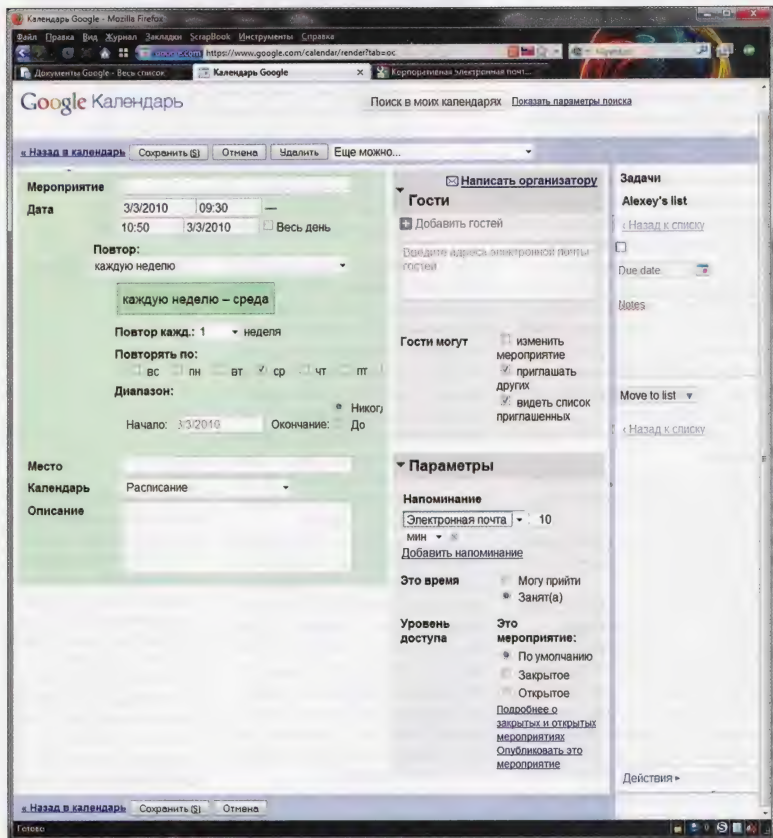 Календарь Google - Mozilla Firefox
Файл Правка Вид Журнал Закладки ScrapBook Инструменты Справка
https://www.google.com/calendar/render?tab=oc
Документы Google - Весь список
Календарь Google
Корпоративная электронная почт...
Google Календарь
Поиск в моих календарях Показать параметры поиска
« Назад в календарь Сохранить (S) Отмена Удалить Еще можно...
Мероприятие
Дата 3/3/2010 09:30 —
10:50 3/3/2010 Весь день
Повтор:
каждую неделю
каждую неделю – среда
Повтор кажд.: 1 неделя
Повторять по:
вс пн вт ср чт пт
Диапазон:
Начало: 3/3/2010 Окончание:
До
Место
Календарь Расписание
Описание
Написать организатору
Гости
Добавить гостей
Введите адреса электронной почты
гостей
Гости могут
изменить
мероприятие
приглашать
других
видеть список
приглашенных
Параметры
Напоминание
Электронная почта 10
мин
Добавить напоминание
Это время Могу прийти
Занят(а)
Уровень
доступа
Это
мероприятие:
По умолчанию
Закрытое
Открытое
Подробнее о
закрытых и открытых
мероприятиях
Опубликовать это
мероприятие
Задачи
Alexey's list
‹ Назад к списку
Due date
Notes
Move to list
‹ Назад к списку
Действия
« Назад в календарь Сохранить (S) Отмена
Готово